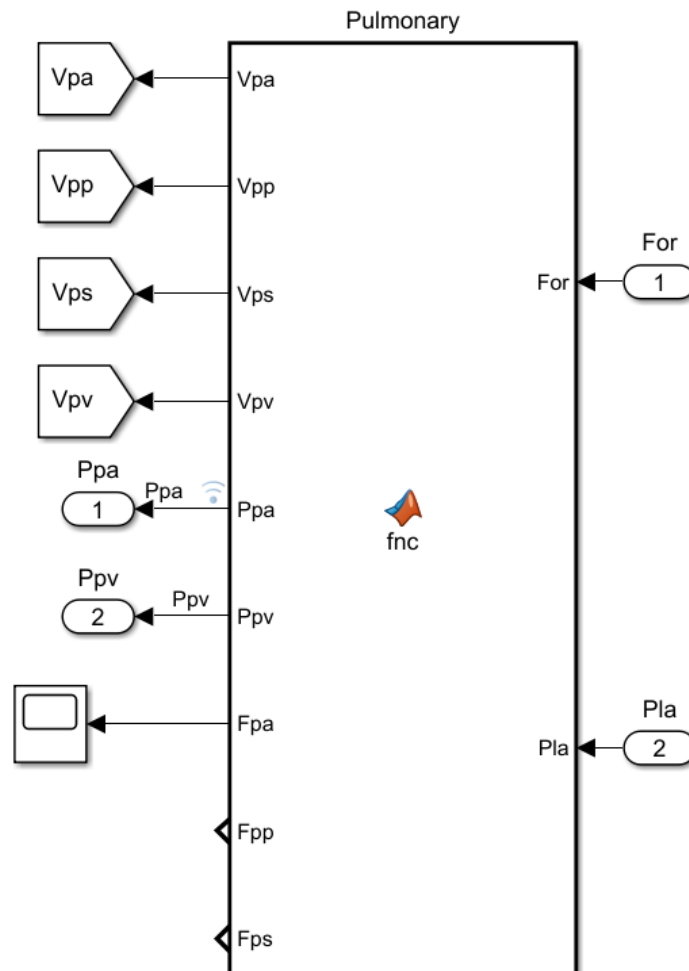 Pulmonary
Vpa
Vpa
Vpp
Vpp
For
Vps
Vps
For
1
Vpv
Vpv
Ppa
Ppa
1
Ppa
fnc
Ppv
Ppv
2
Ppv
Fpa
Pla
Pla
2
Fpp
Fps